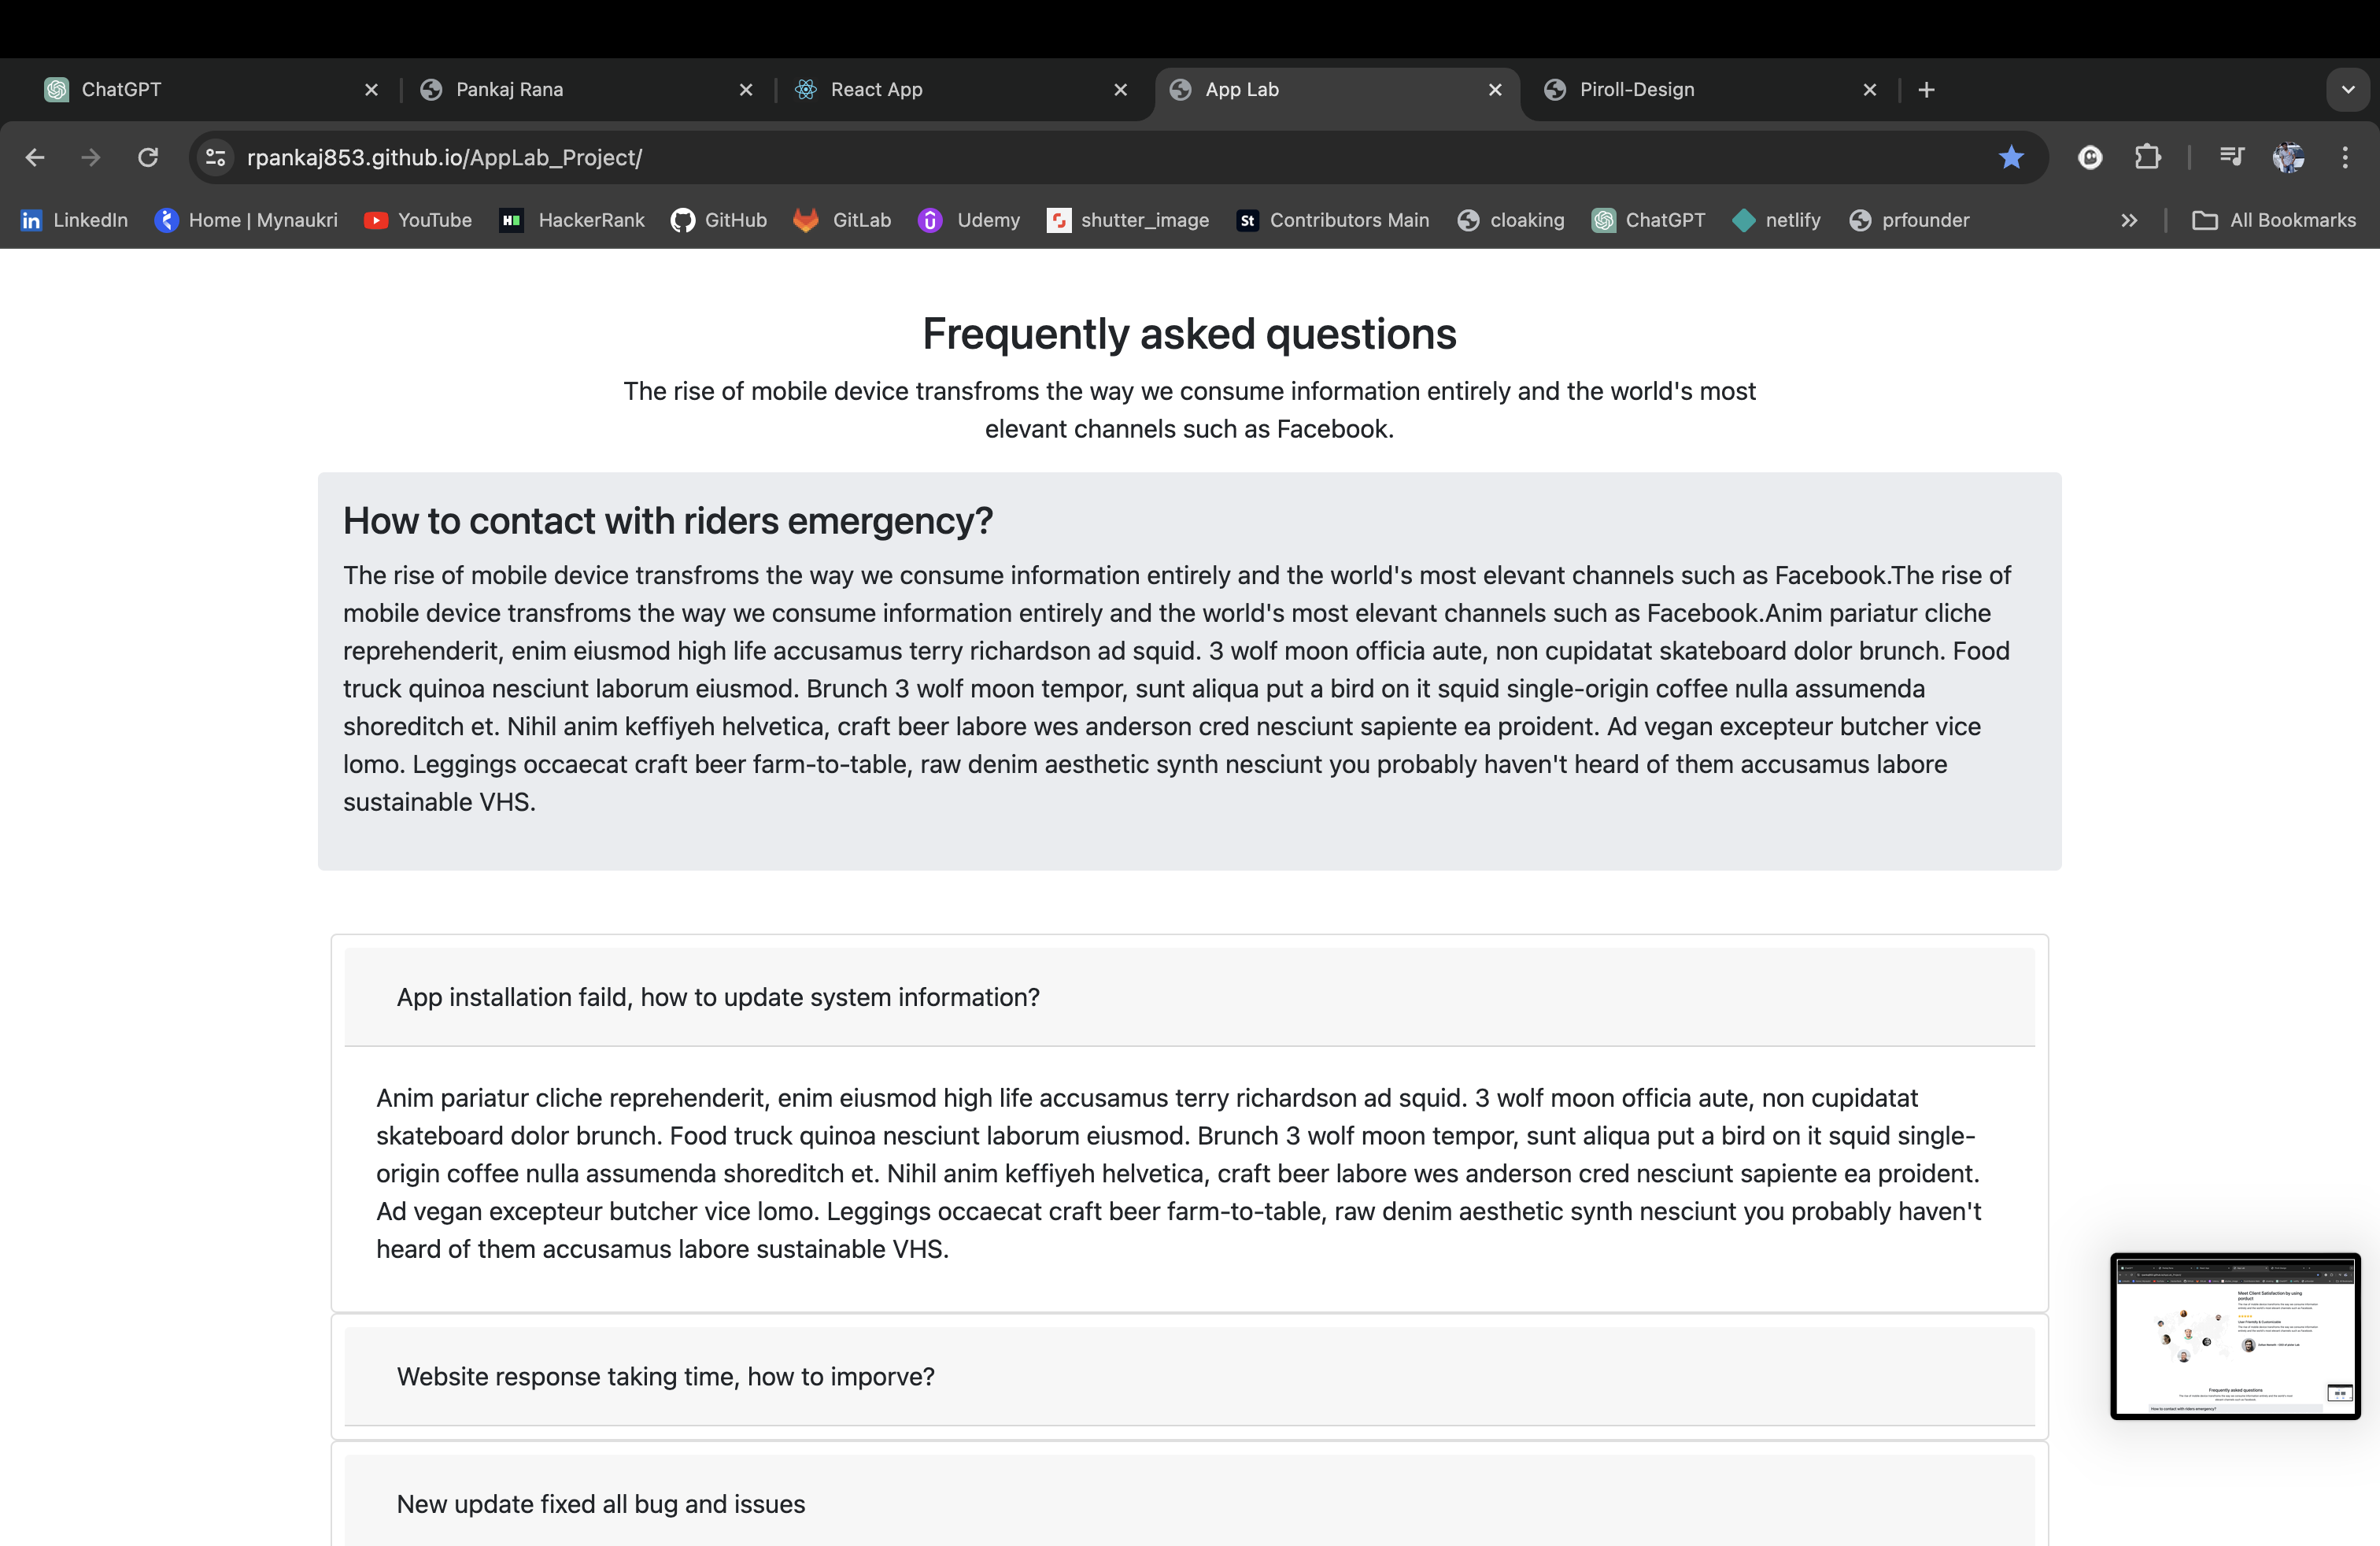 ChatGPT
Pankaj Rana
React App
App Lab
Piroll-Design
rpankaj853.github.io/AppLab_Project/
LinkedIn
Home | Mynaukri
YouTube
HackerRank
GitHub
GitLab
Udemy
shutter_image
Contributors Main
cloaking
ChatGPT
netlify
prfounder
All Bookmarks
Frequently asked questions
The rise of mobile device transfroms the way we consume information entirely and the world's most
elevant channels such as Facebook.
How to contact with riders emergency?
The rise of mobile device transfroms the way we consume information entirely and the world's most elevant channels such as Facebook.The rise of
mobile device transfroms the way we consume information entirely and the world's most elevant channels such as Facebook.Anim pariatur cliche
reprehenderit, enim eiusmod high life accusamus terry richardson ad squid. 3 wolf moon officia aute, non cupidatat skateboard dolor brunch. Food
truck quinoa nesciunt laborum eiusmod. Brunch 3 wolf moon tempor, sunt aliqua put a bird on it squid single-origin coffee nulla assumenda
shoreditch et. Nihil anim keffiyeh helvetica, craft beer labore wes anderson cred nesciunt sapiente ea proident. Ad vegan excepteur butcher vice
lomo. Leggings occaecat craft beer farm-to-table, raw denim aesthetic synth nesciunt you probably haven't heard of them accusamus labore
sustainable VHS.
App installation faild, how to update system information?
Anim pariatur cliche reprehenderit, enim eiusmod high life accusamus terry richardson ad squid. 3 wolf moon officia aute, non cupidatat
skateboard dolor brunch. Food truck quinoa nesciunt laborum eiusmod. Brunch 3 wolf moon tempor, sunt aliqua put a bird on it squid single-
origin coffee nulla assumenda shoreditch et. Nihil anim keffiyeh helvetica, craft beer labore wes anderson cred nesciunt sapiente ea proident.
Ad vegan excepteur butcher vice lomo. Leggings occaecat craft beer farm-to-table, raw denim aesthetic synth nesciunt you probably haven't
heard of them accusamus labore sustainable VHS.
Website response taking time, how to imporve?
New update fixed all bug and issues
Meet Client Satisfaction by using
product
Frequently asked questions
How to contact with riders emergency?